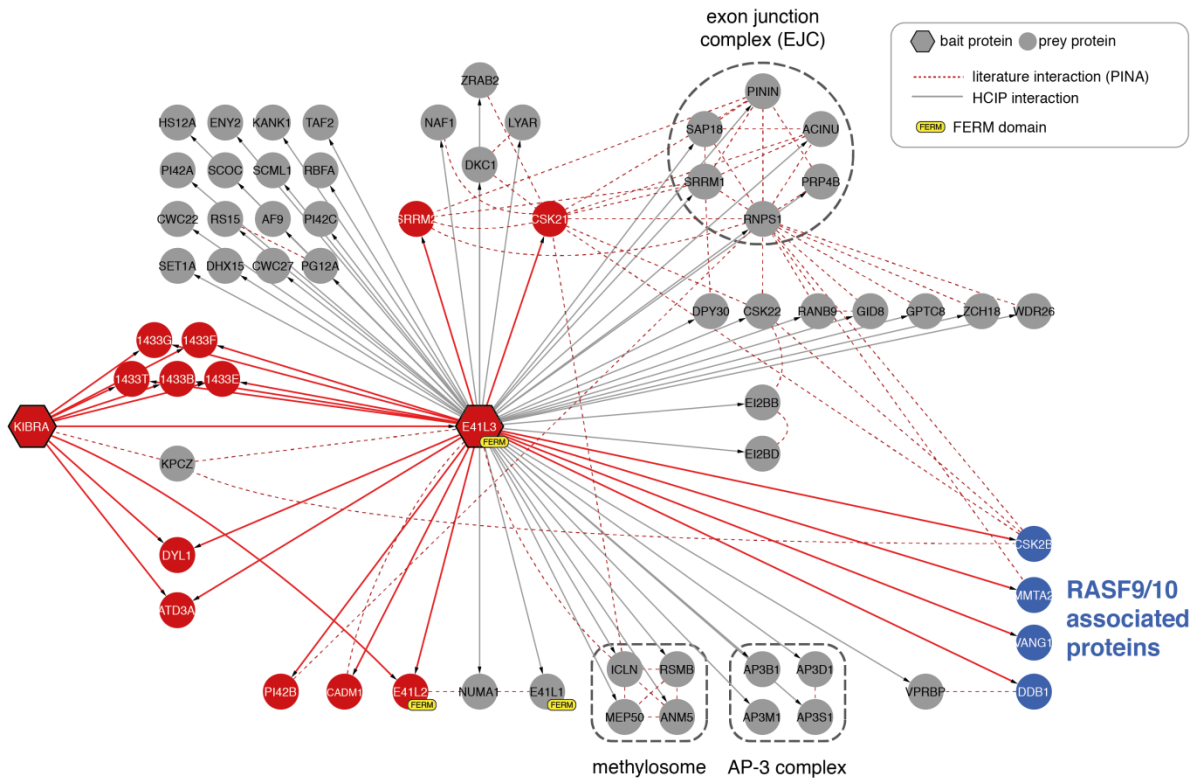 exon junction
complex (EJC)
bait protein
prey protein
literature interaction (PINA)
HCIP interaction
FERM
FERM domain
ZRAB2
NAF1
LYAR
DKC1
HS12A
ENY2
KANK1
TAF2
PI42A
SCOC
SCML1
RBFA
CWC22
RS15
AF9
PI42C
SET1A
DHX15
CWC27
PG12A
SRRM2
CSK21
PININ
SAP18
ACINU
SRRM1
PRP4B
RNPS1
DPY30
CSK22
RANB9
GID8
GPTC8
ZCH18
WDR26
1433G
1433F
1433T
1433B
1433E
KIBRA
E41L3
FERM
KPCZ
EI2BB
EI2BD
DYL1
ATD3A
CSK2B
MMTA2
VANG1
DDB1
RASF9/10
associated
proteins
PI42B
CADM1
E41L2
FERM
NUMA1
E41L1
FERM
ICLN
RSMB
MEP50
ANM5
AP3B1
AP3D1
AP3M1
AP3S1
VPRBP
methylosome
AP-3 complex